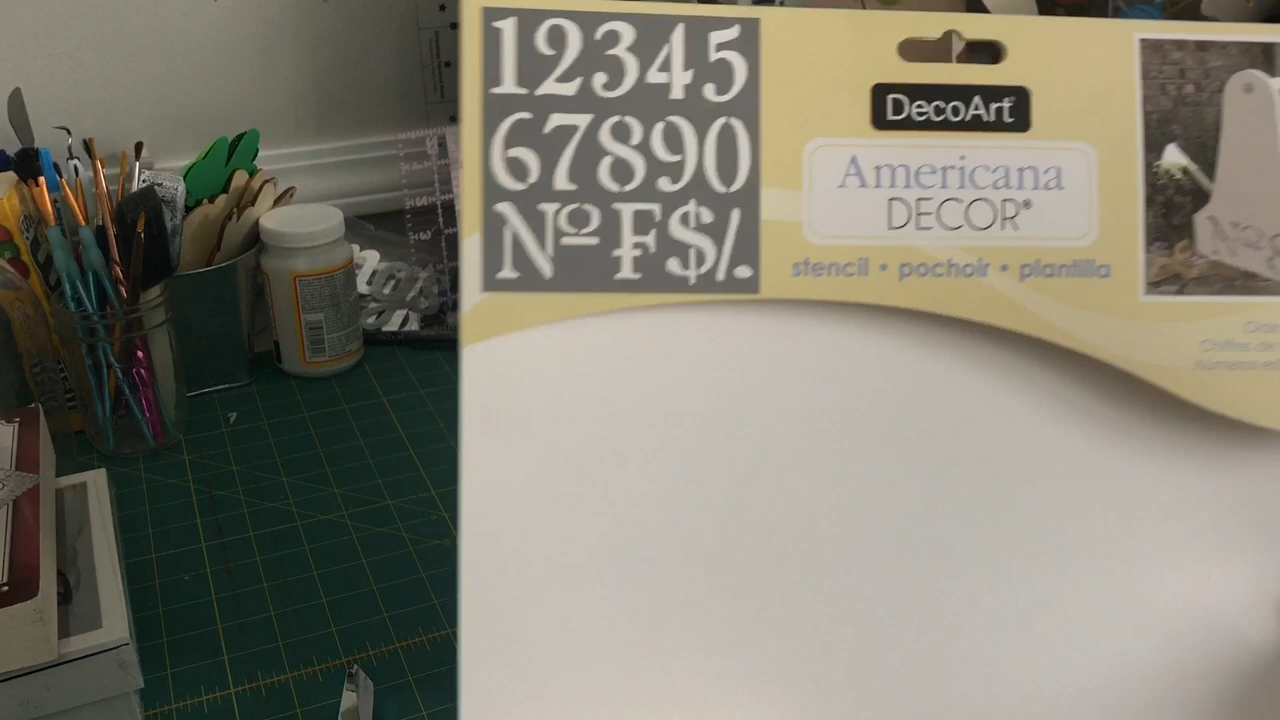 12345
67890
Nº F$/.
DecoArt®
Americana
DECOR®
stencil • pochoir • plantilla